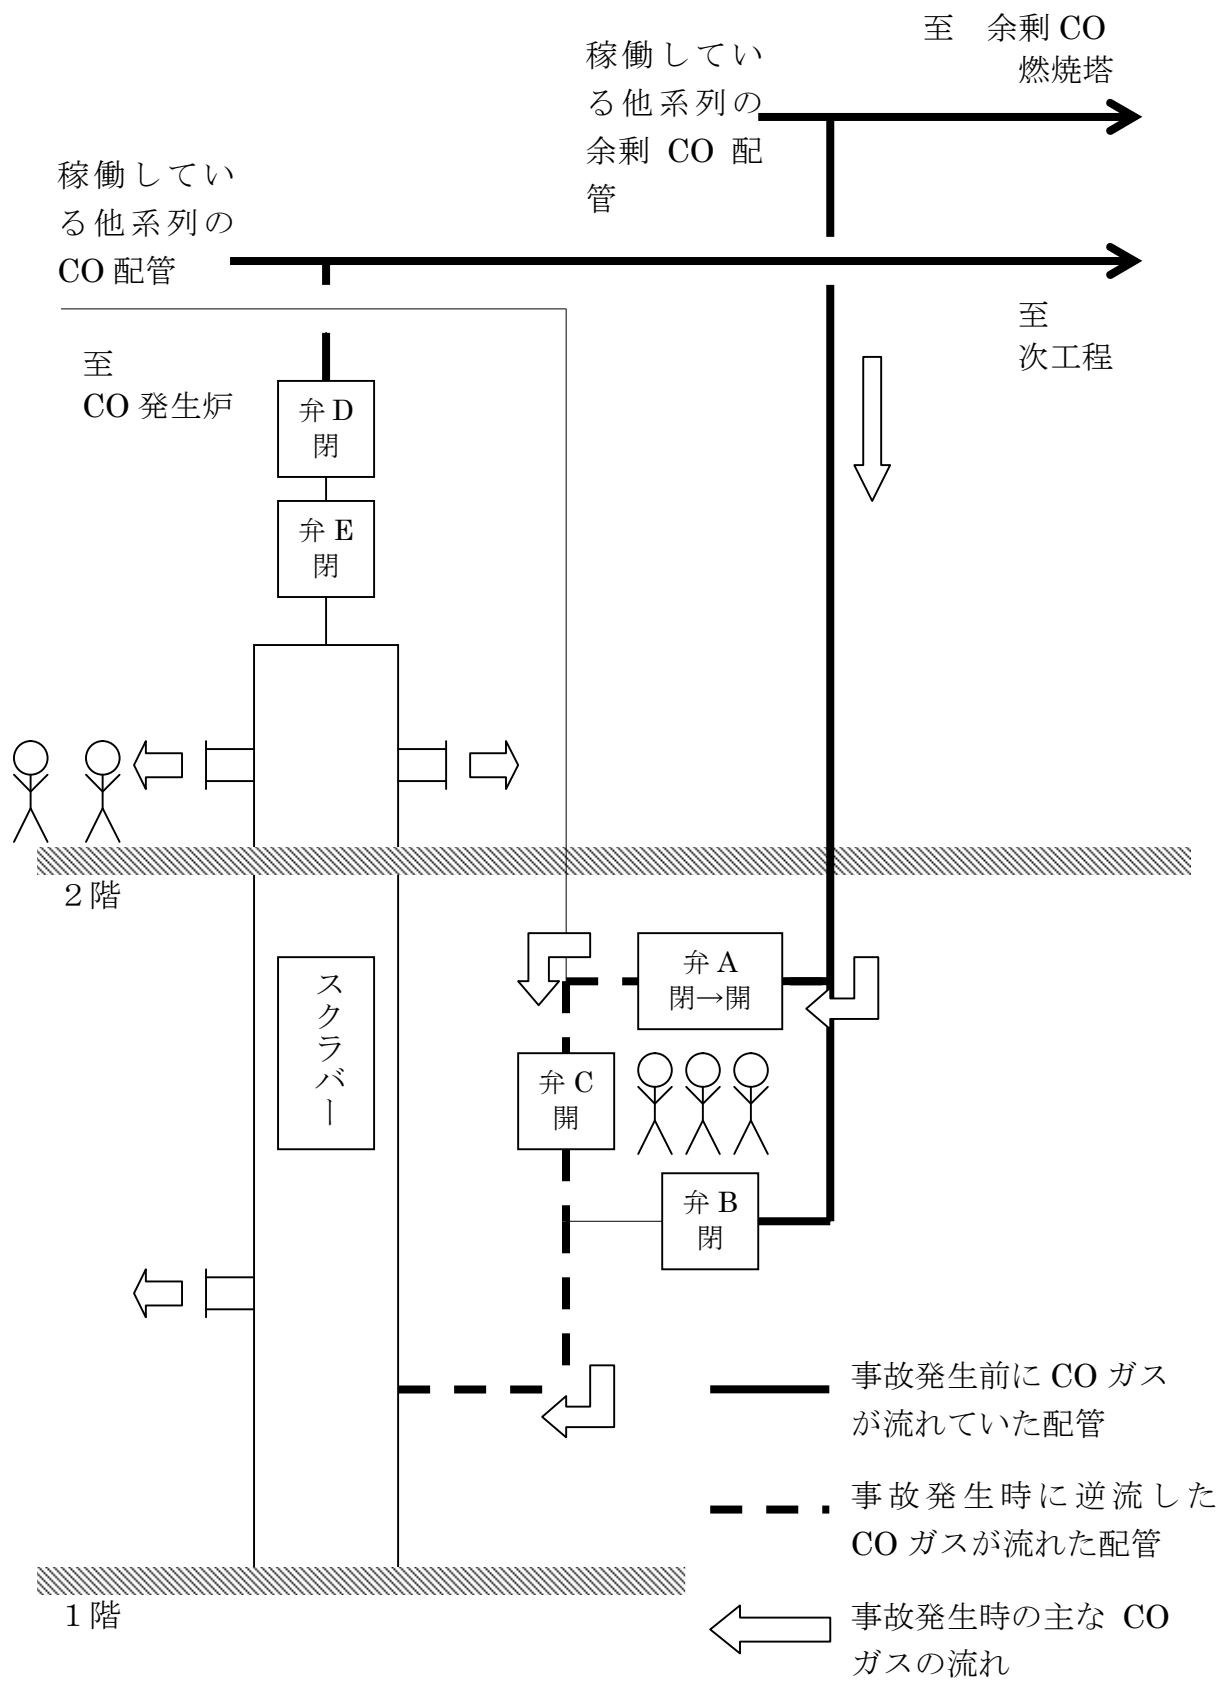 至　余剰 CO
燃焼塔
稼働してい
る他系列の
余剰 CO 配
管
稼働してい
る他系列の
CO 配管
至
次工程
至
CO 発生炉
弁 D
閉
弁 E
閉
２階
弁 A
閉→開
スクラバー
弁 C
開
弁 B
閉
事故発生前に CO ガス
が流れていた配管
事故発生時に逆流した
CO ガスが流れた配管
事故発生時の主な CO
ガスの流れ
１階